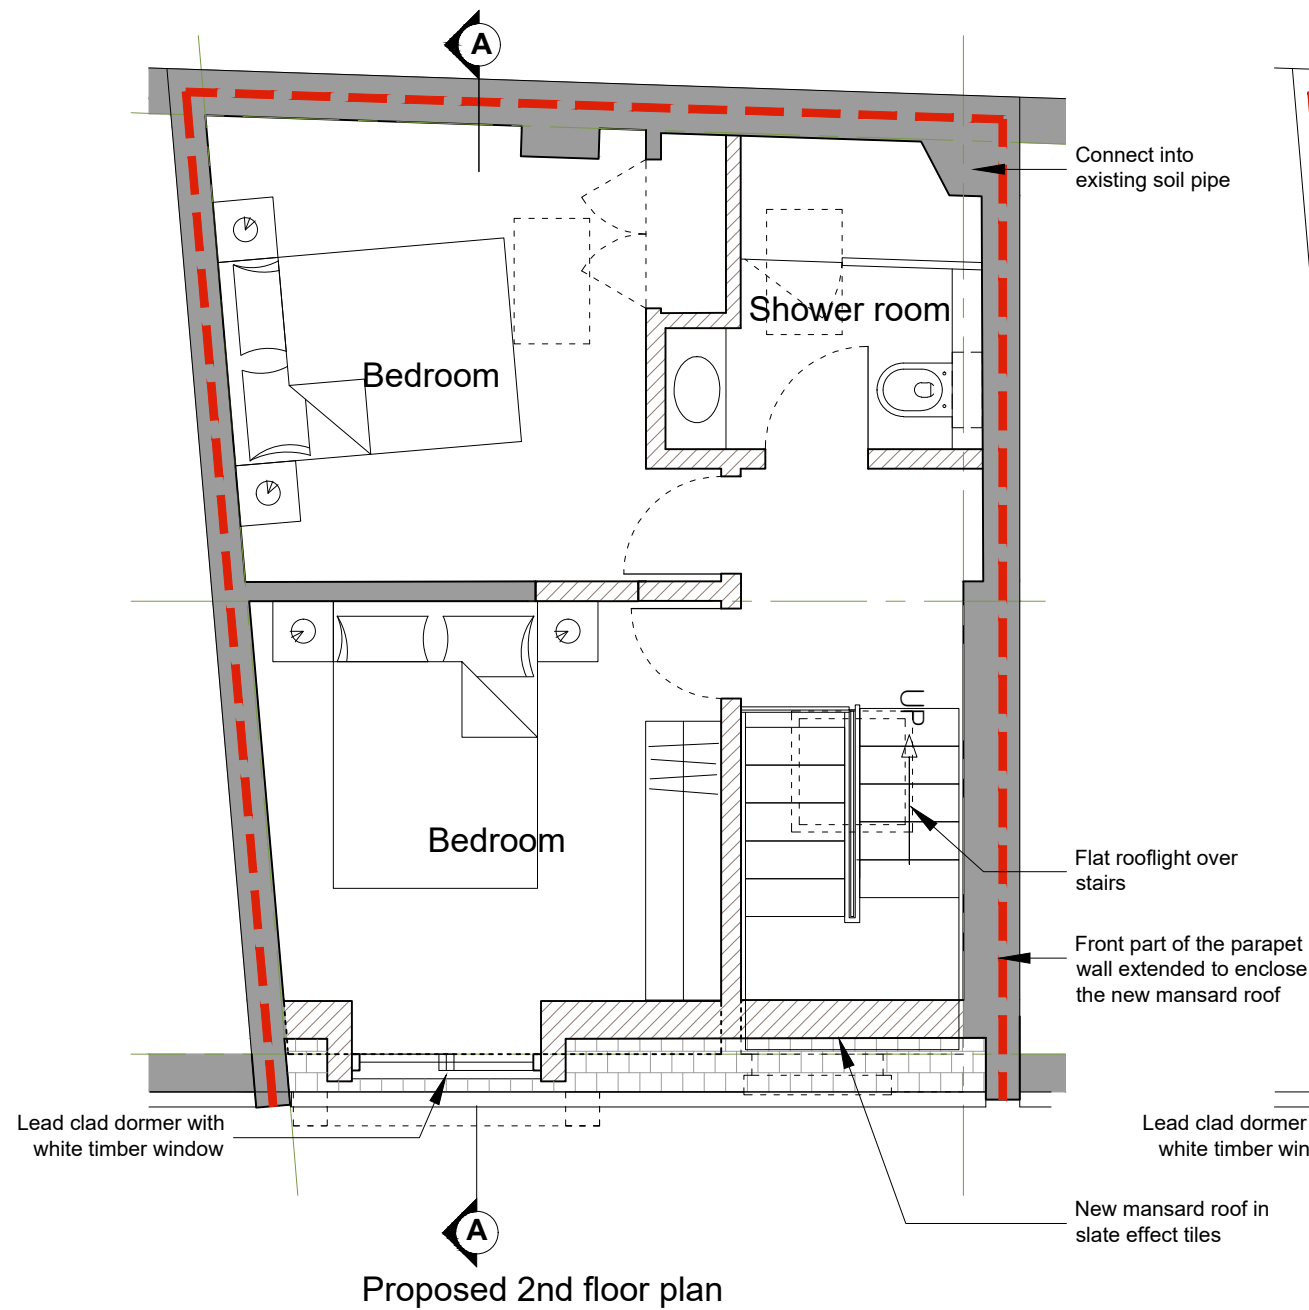 A
Connect into
existing soil pipe
Shower room
Bedroom
UP
Bedroom
Flat rooflight over
stairs
Front part of the parapet
wall extended to enclose
the new mansard roof
Lead clad dormer with
white timber window
Lead clad dormer
white timber win
New mansard roof in
slate effect tiles
A
Proposed 2nd floor plan